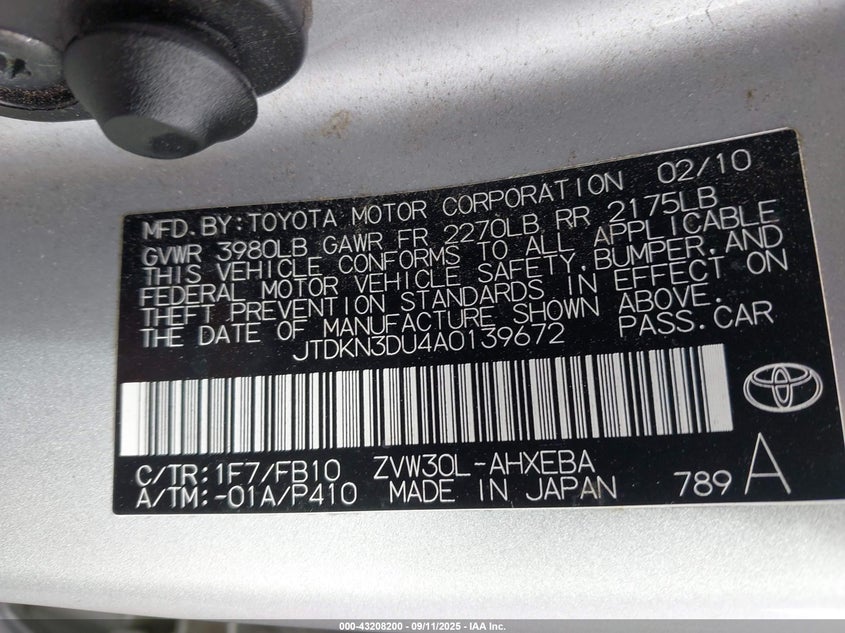 MFD. BY: TOYOTA MOTOR CORPORATION 02/10
GVWR 3980LB GAWR FR 2270LB RR 2175LB
THIS VEHICLE CONFORMS TO ALL APPLICABLE
FEDERAL MOTOR VEHICLE SAFETY, BUMPER, AND
THEFT PREVENTION STANDARDS IN EFFECT ON
THE DATE OF MANUFACTURE SHOWN ABOVE.
JTDKN3DU4A0139672 PASS. CAR
C/TR: 1F7/FB10 ZVW30L-AHXEBA
A/TM: -01A/P410 MADE IN JAPAN 789 A
000-43208200 - 09/11/2025 - IAA Inc.